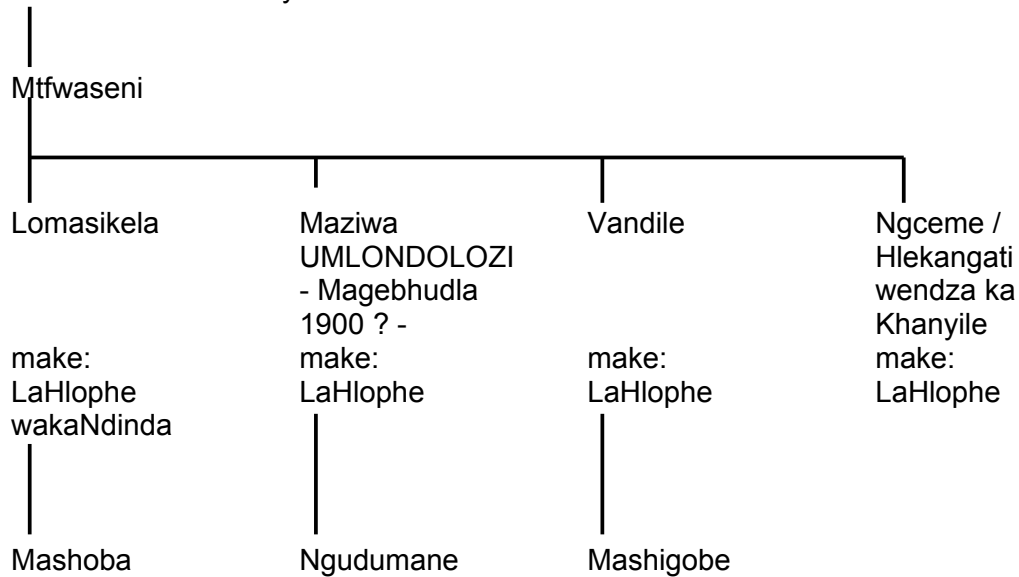 Mtfwaseni
Lomasikela
Maziwa
UMLONDOLOZI
- Magebhudla
1900 ? -
Vandile
Ngceme /
Hlekangati
wendza ka
Khanyile
make:
LaHlophe
wakaNdinda
make:
LaHlophe
make:
LaHlophe
make:
LaHlophe
Mashoba
Ngudumane
Mashigobe